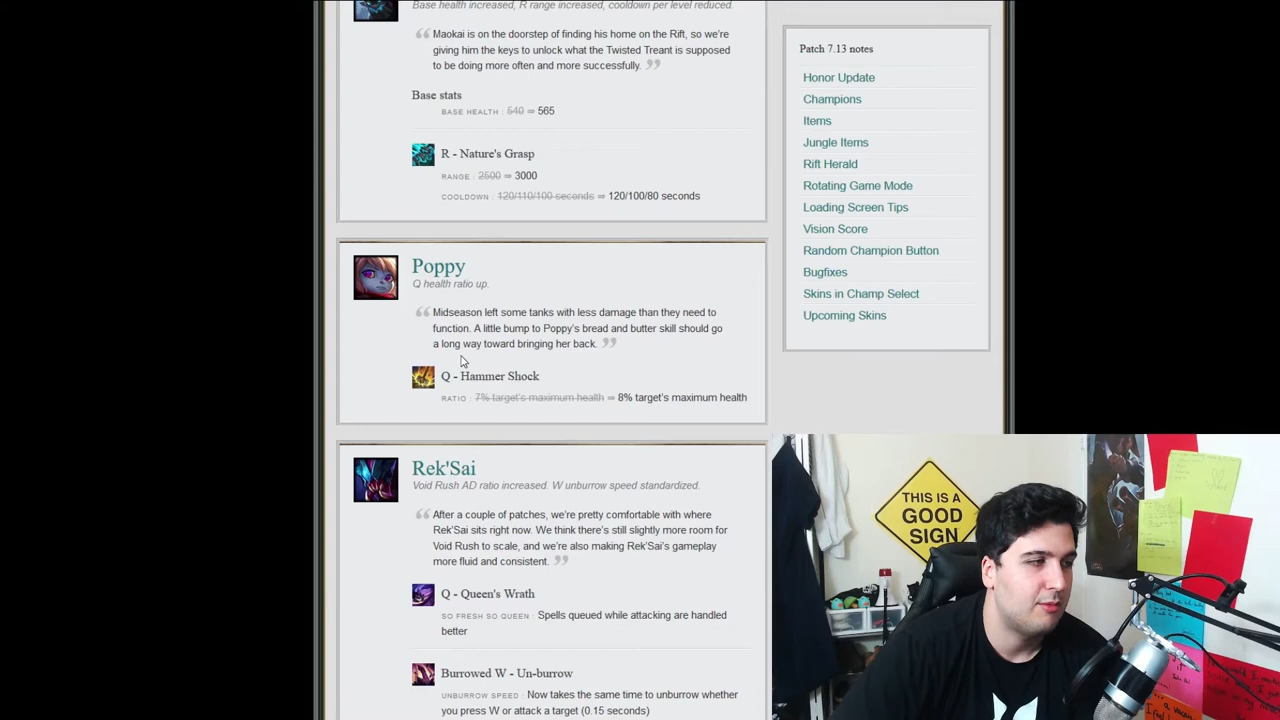 Base health increased, R range increased, cooldown per level reduced.
“ Maokai is on the doorstep of finding his home on the Rift, so we're
giving him the keys to unlock what the Twisted Treant is supposed
to be doing more often and more successfully. ”
Base stats
BASE HEALTH : 540 ⇒ 565
R - Nature's Grasp
RANGE : 2500 ⇒ 3000
COOLDOWN : 120/110/100 seconds ⇒ 120/100/80 seconds
Poppy
Q health ratio up.
“ Midseason left some tanks with less damage than they need to
function. A little bump to Poppy's bread and butter skill should go
a long way toward bringing her back. ”
Q - Hammer Shock
RATIO : 7% target's maximum health ⇒ 8% target's maximum health
Rek'Sai
Void Rush AD ratio increased. W unburrow speed standardized.
“ After a couple of patches, we're pretty comfortable with where
Rek'Sai sits right now. We think there's still slightly more room for
Void Rush to scale, and we're also making Rek'Sai's gameplay
more fluid and consistent. ”
Q - Queen's Wrath
SO FRESH SO QUEEN : Spells queued while attacking are handled
better
Burrowed W - Un-burrow
UNBURROW SPEED : Now takes the same time to unburrow whether
you press W or attack a target (0.15 seconds)
Patch 7.13 notes
Honor Update
Champions
Items
Jungle Items
Rift Herald
Rotating Game Mode
Loading Screen Tips
Vision Score
Random Champion Button
Bugfixes
Skins in Champ Select
Upcoming Skins
THIS IS A
GOOD
SIGN